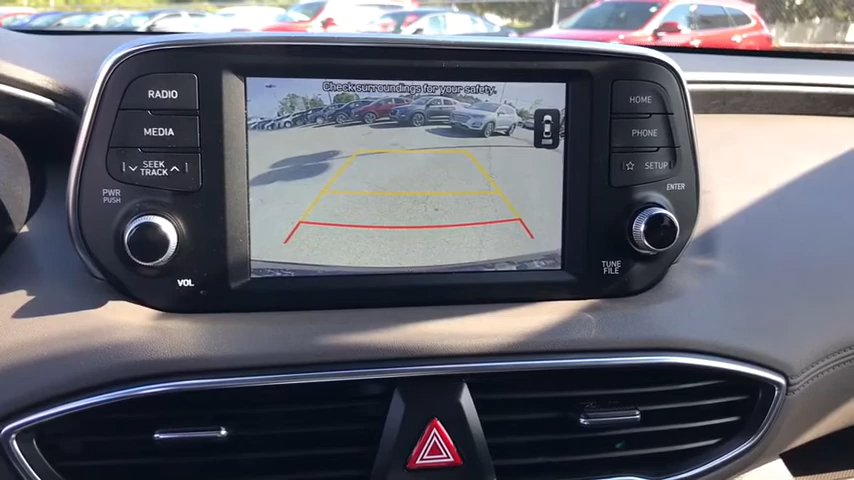 Check surroundings for your safety.
RADIO
MEDIA
SEEK
TRACK
PWR
PUSH
VOL
HOME
PHONE
SETUP
ENTER
TUNE
FILE